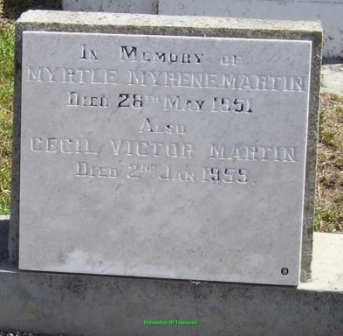 In Memory of
Myrtle Myrene Martin
Died 28th May 1951
Also
Cecil Victor Martin
Died 2nd Jan 1959